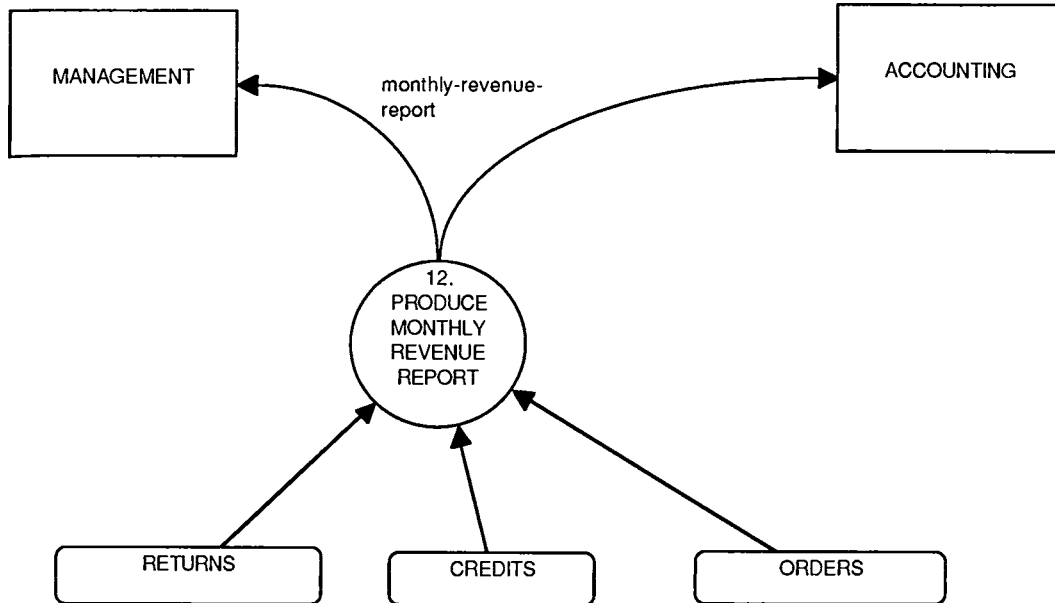 MANAGEMENT
ACCOUNTING
monthly-revenue-
report
12.
PRODUCE
MONTHLY
REVENUE
REPORT
RETURNS
CREDITS
ORDERS